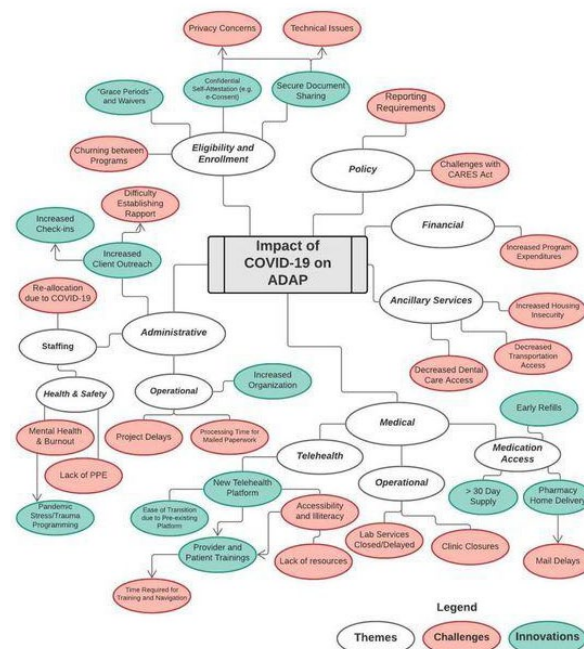 Privacy Concerns
Technical Issues
"Grace Periods"
and Waivers
Confidential
Self-Attestation (e.g.
e-Consent)
Secure Document
Sharing
Reporting
Requirements
Churning between
Programs
Eligibility and
Enrollment
Policy
Challenges with
CARES Act
Difficulty
Establishing
Rapport
Increased
Check-ins
Increased
Client Outreach
Impact of
COVID-19 on
ADAP
Financial
Increased Program
Expenditures
Re-allocation
due to COVID-19
Ancillary Services
Increased Housing
Insecurity
Staffing
Administrative
Decreased Dental
Care Access
Decreased
Transportation
Access
Health & Safety
Operational
Increased
Organization
Mental Health
& Burnout
Project Delays
Processing Time for
Mailed Paperwork
Medical
Early Refills
Lack of PPE
Telehealth
Medication
Access
Pandemic
Stress/Trauma
Programming
New Telehealth
Platform
Operational
> 30 Day
Supply
Pharmacy
Home Delivery
Ease of Transition
due to Pre-existing
Platform
Accessibility
and Illiteracy
Provider and
Patient Trainings
Lab Services
Closed/Delayed
Clinic Closures
Lack of resources
Mail Delays
Time Required for
Training and Navigation
Legend
Themes
Challenges
Innovations